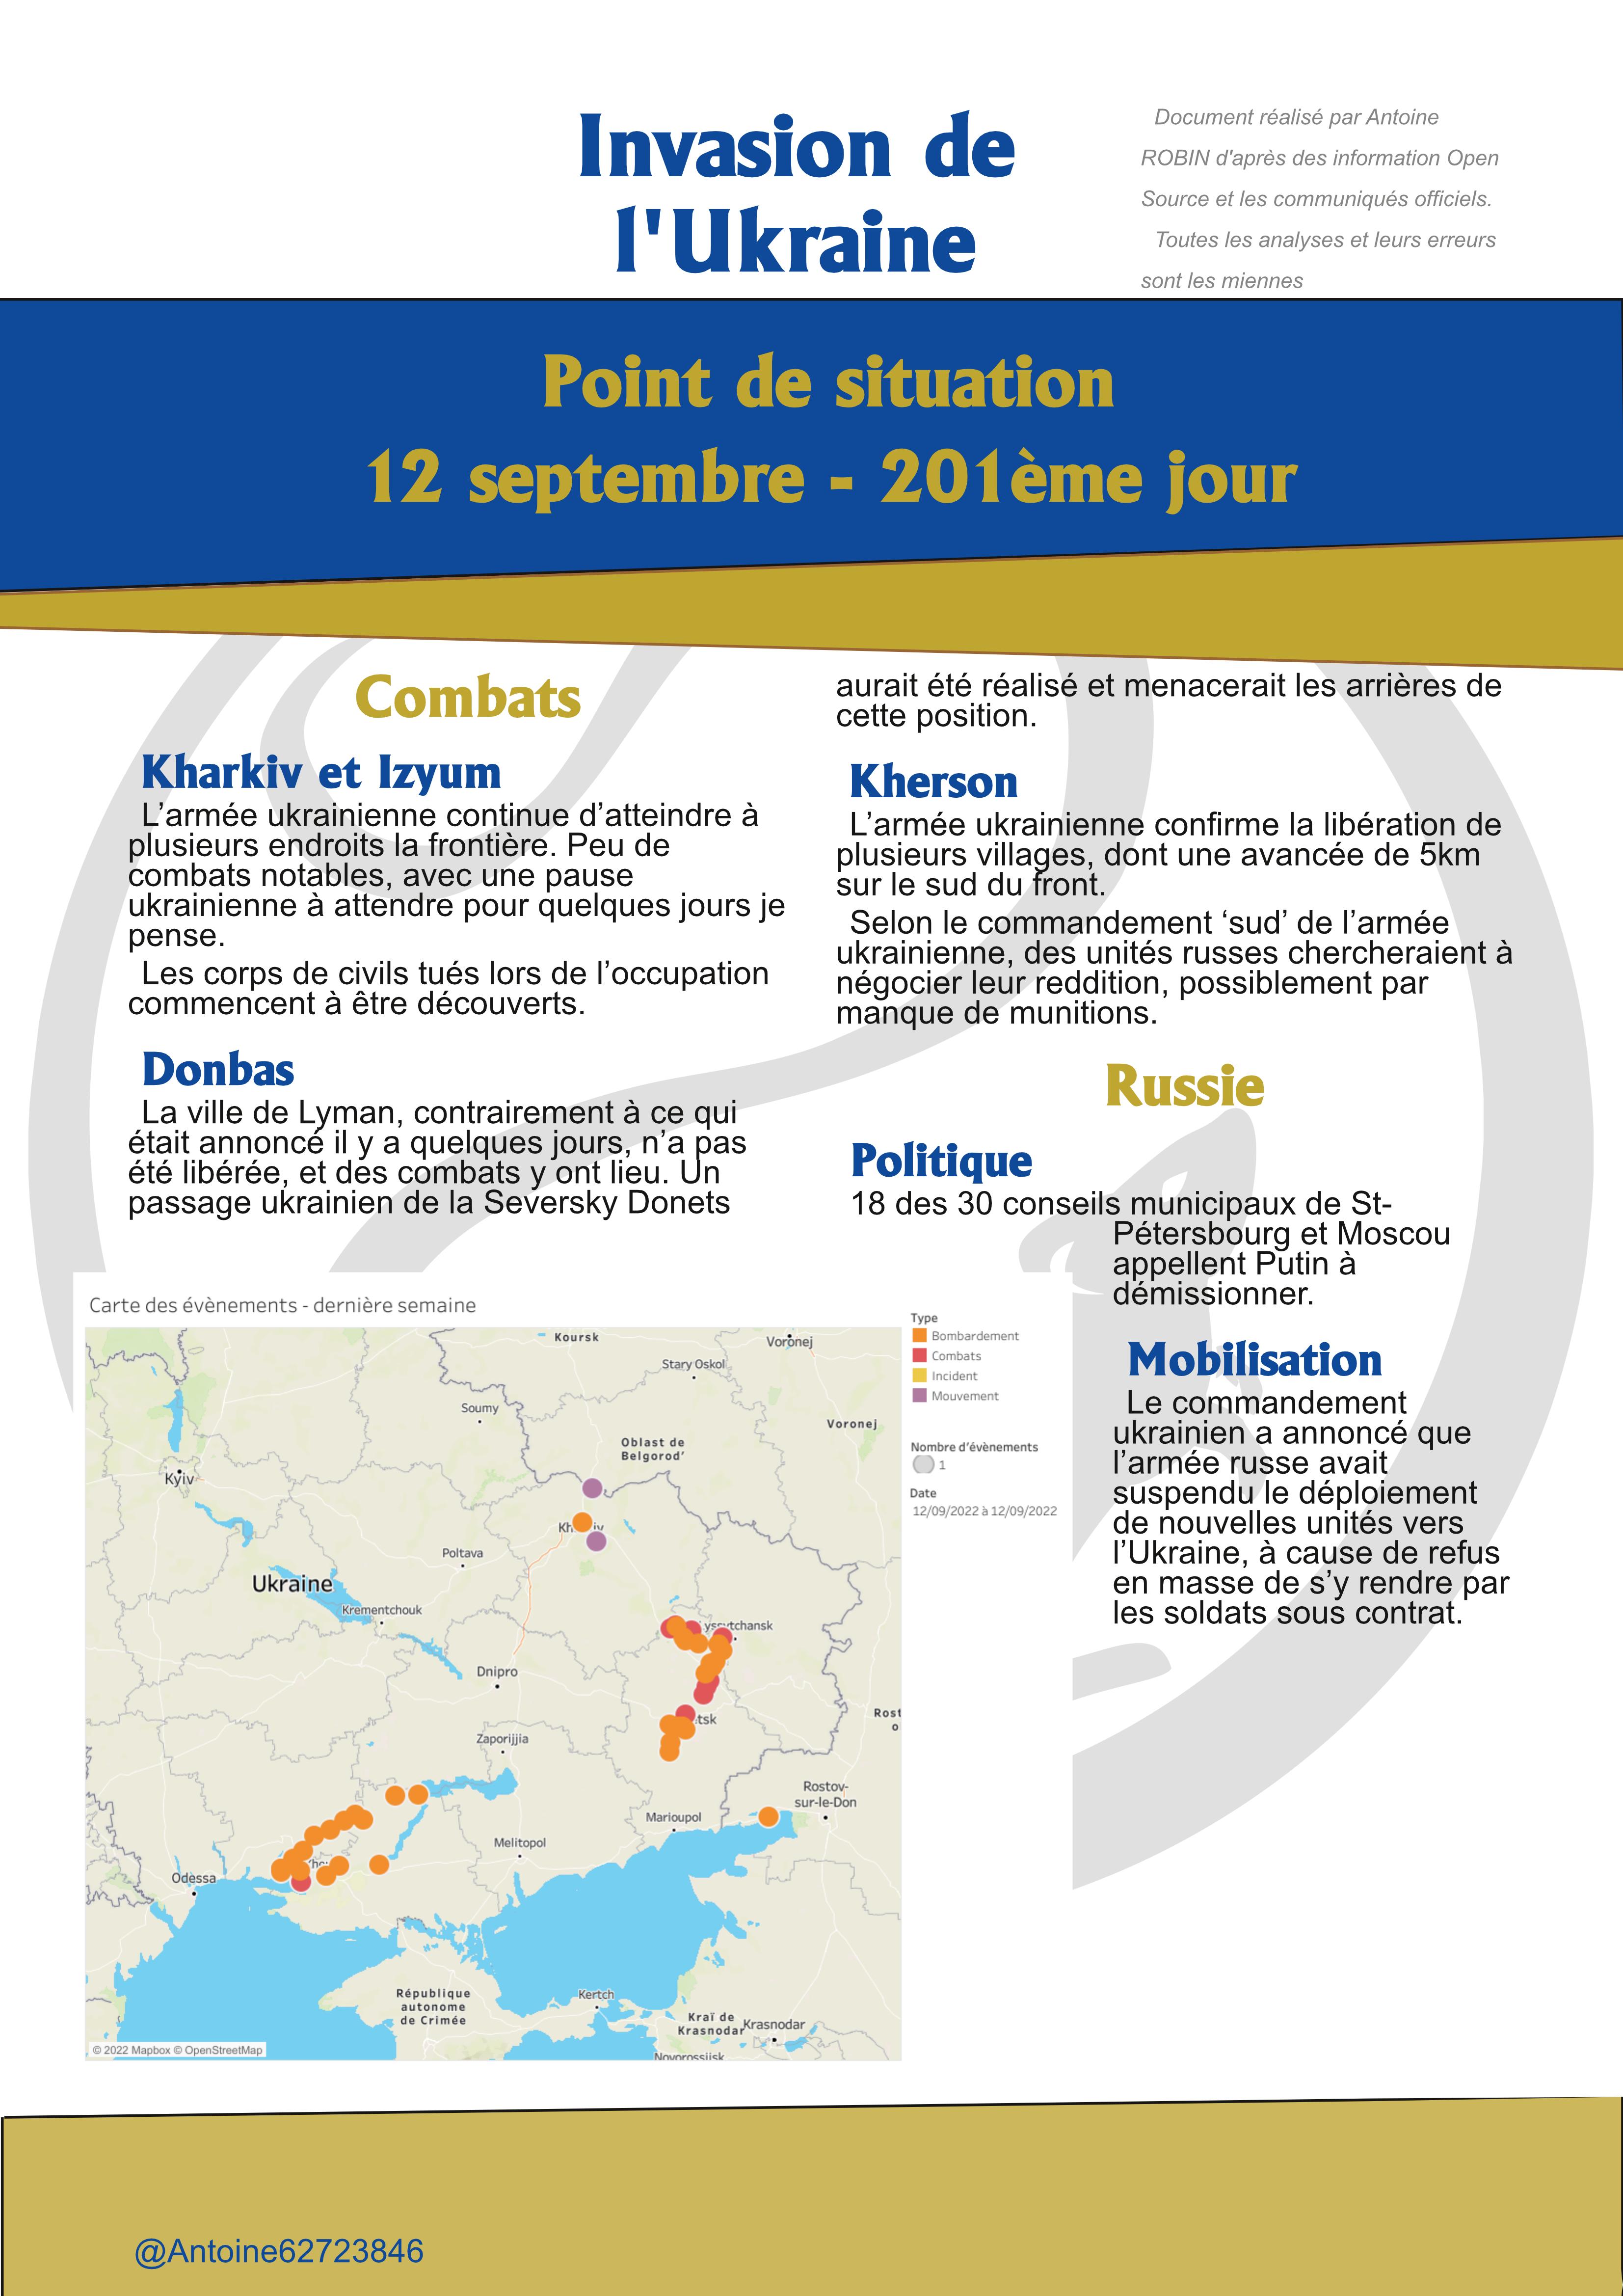 Invasion de
l'Ukraine
Document réalisé par Antoine
ROBIN d'après des information Open
Source et les communiqués officiels.
Toutes les analyses et leurs erreurs
sont les miennes
Point de situation
12 septembre - 201ème jour
Combats
Kharkiv et Izyum
L’armée ukrainienne continue d’atteindre à
plusieurs endroits la frontière. Peu de
combats notables, avec une pause
ukrainienne à attendre pour quelques jours je
pense.
Les corps de civils tués lors de l’occupation
commencent à être découverts.
Donbas
La ville de Lyman, contrairement à ce qui
était annoncé il y a quelques jours, n’a pas
été libérée, et des combats y ont lieu. Un
passage ukrainien de la Seversky Donets
aurait été réalisé et menacerait les arrières de
cette position.
Kherson
L’armée ukrainienne confirme la libération de
plusieurs villages, dont une avancée de 5km
sur le sud du front.
Selon le commandement ‘sud’ de l’armée
ukrainienne, des unités russes chercheraient à
négocier leur reddition, possiblement par
manque de munitions.
Russie
Politique
18 des 30 conseils municipaux de St-
Pétersbourg et Moscou
appellent Putin à
démissionner.
Mobilisation
Le commandement
ukrainien a annoncé que
l’armée russe avait
suspendu le déploiement
de nouvelles unités vers
l’Ukraine, à cause de refus
en masse de s’y rendre par
les soldats sous contrat.
Carte des évènements - dernière semaine
Koursk
Voronej
Stary Oskol
Soumy
Voronej
Oblast de
Belgorod'
Kyiv
Poltava
Ukraine
Krementchouk
Dnipro
Zaporijjia
Rostov-
sur-le-Don
Marioupol
Melitopol
Odessa
République
autonome
de Crimée
Kertch
Kraï de
Krasnodar
Krasnodar
Novorossiisk
© 2022 Mapbox © OpenStreetMap
Type
Bombardement
Combats
Incident
Mouvement
Nombre d'évènements
1
Date
12/09/2022 à 12/09/2022
@Antoine62723846